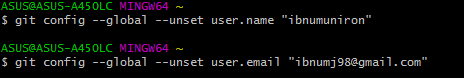 ASUS@ASUS-A450LC MINGW64 ~
$ git config --global --unset user.name "ibnumuniron"
ASUS@ASUS-A450LC MINGW64 ~
$ git config --global --unset user.email "ibnumj98@gmail.com"